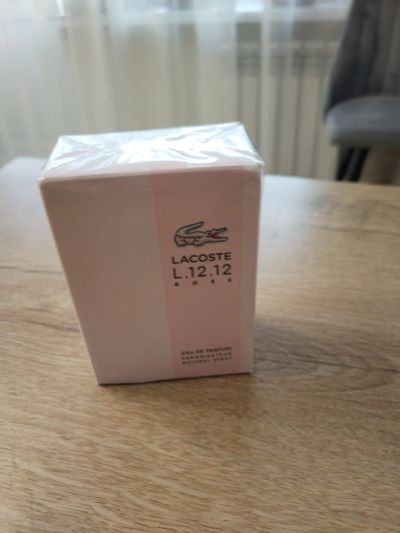 LACOSTE
L.12.12
ROSE
EAU DE PARFUM
VAPORISATEUR
NATURAL SPRAY